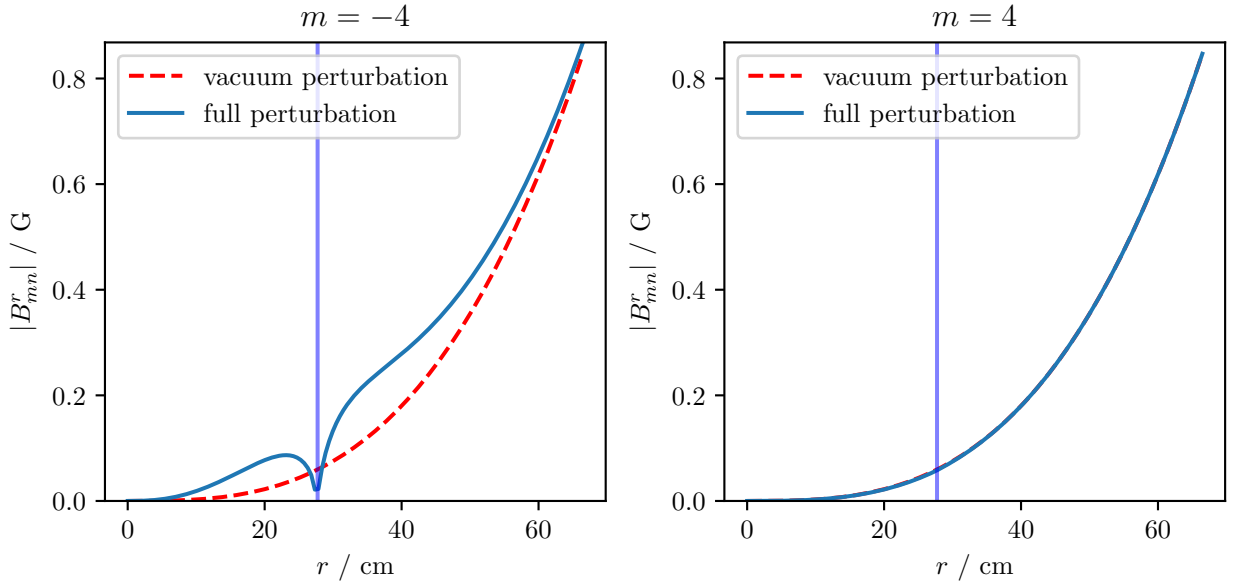 m = −4
vacuum perturbation
full perturbation
|B^r_{mn}| / G
0.8
0.6
0.4
0.2
0.0
0
20
40
60
r / cm
m = 4
vacuum perturbation
full perturbation
|B^r_{mn}| / G
0.8
0.6
0.4
0.2
0.0
0
20
40
60
r / cm